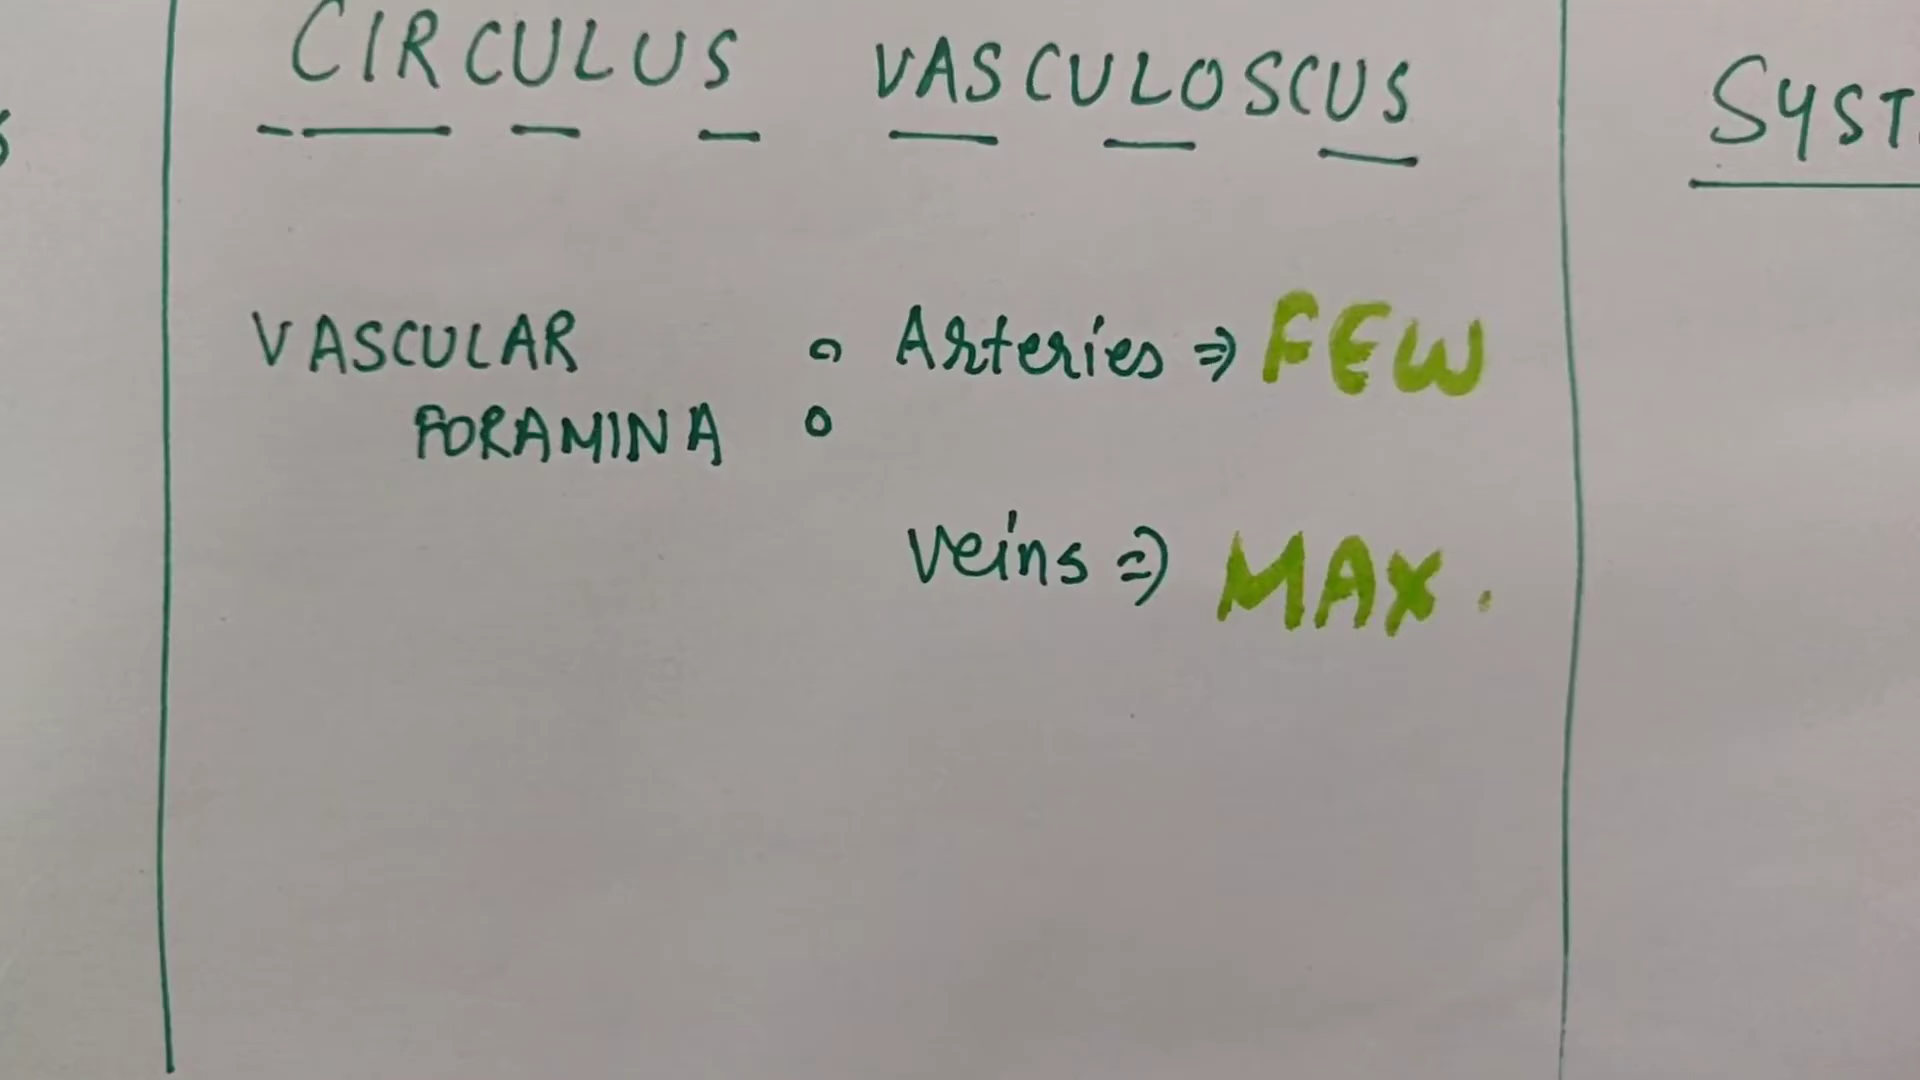 CIRCULUS VASCULOSCUS
SYST
VASCULAR Arteries ⇒ FEW
FORAMINA
Veins ⇒ MAX.